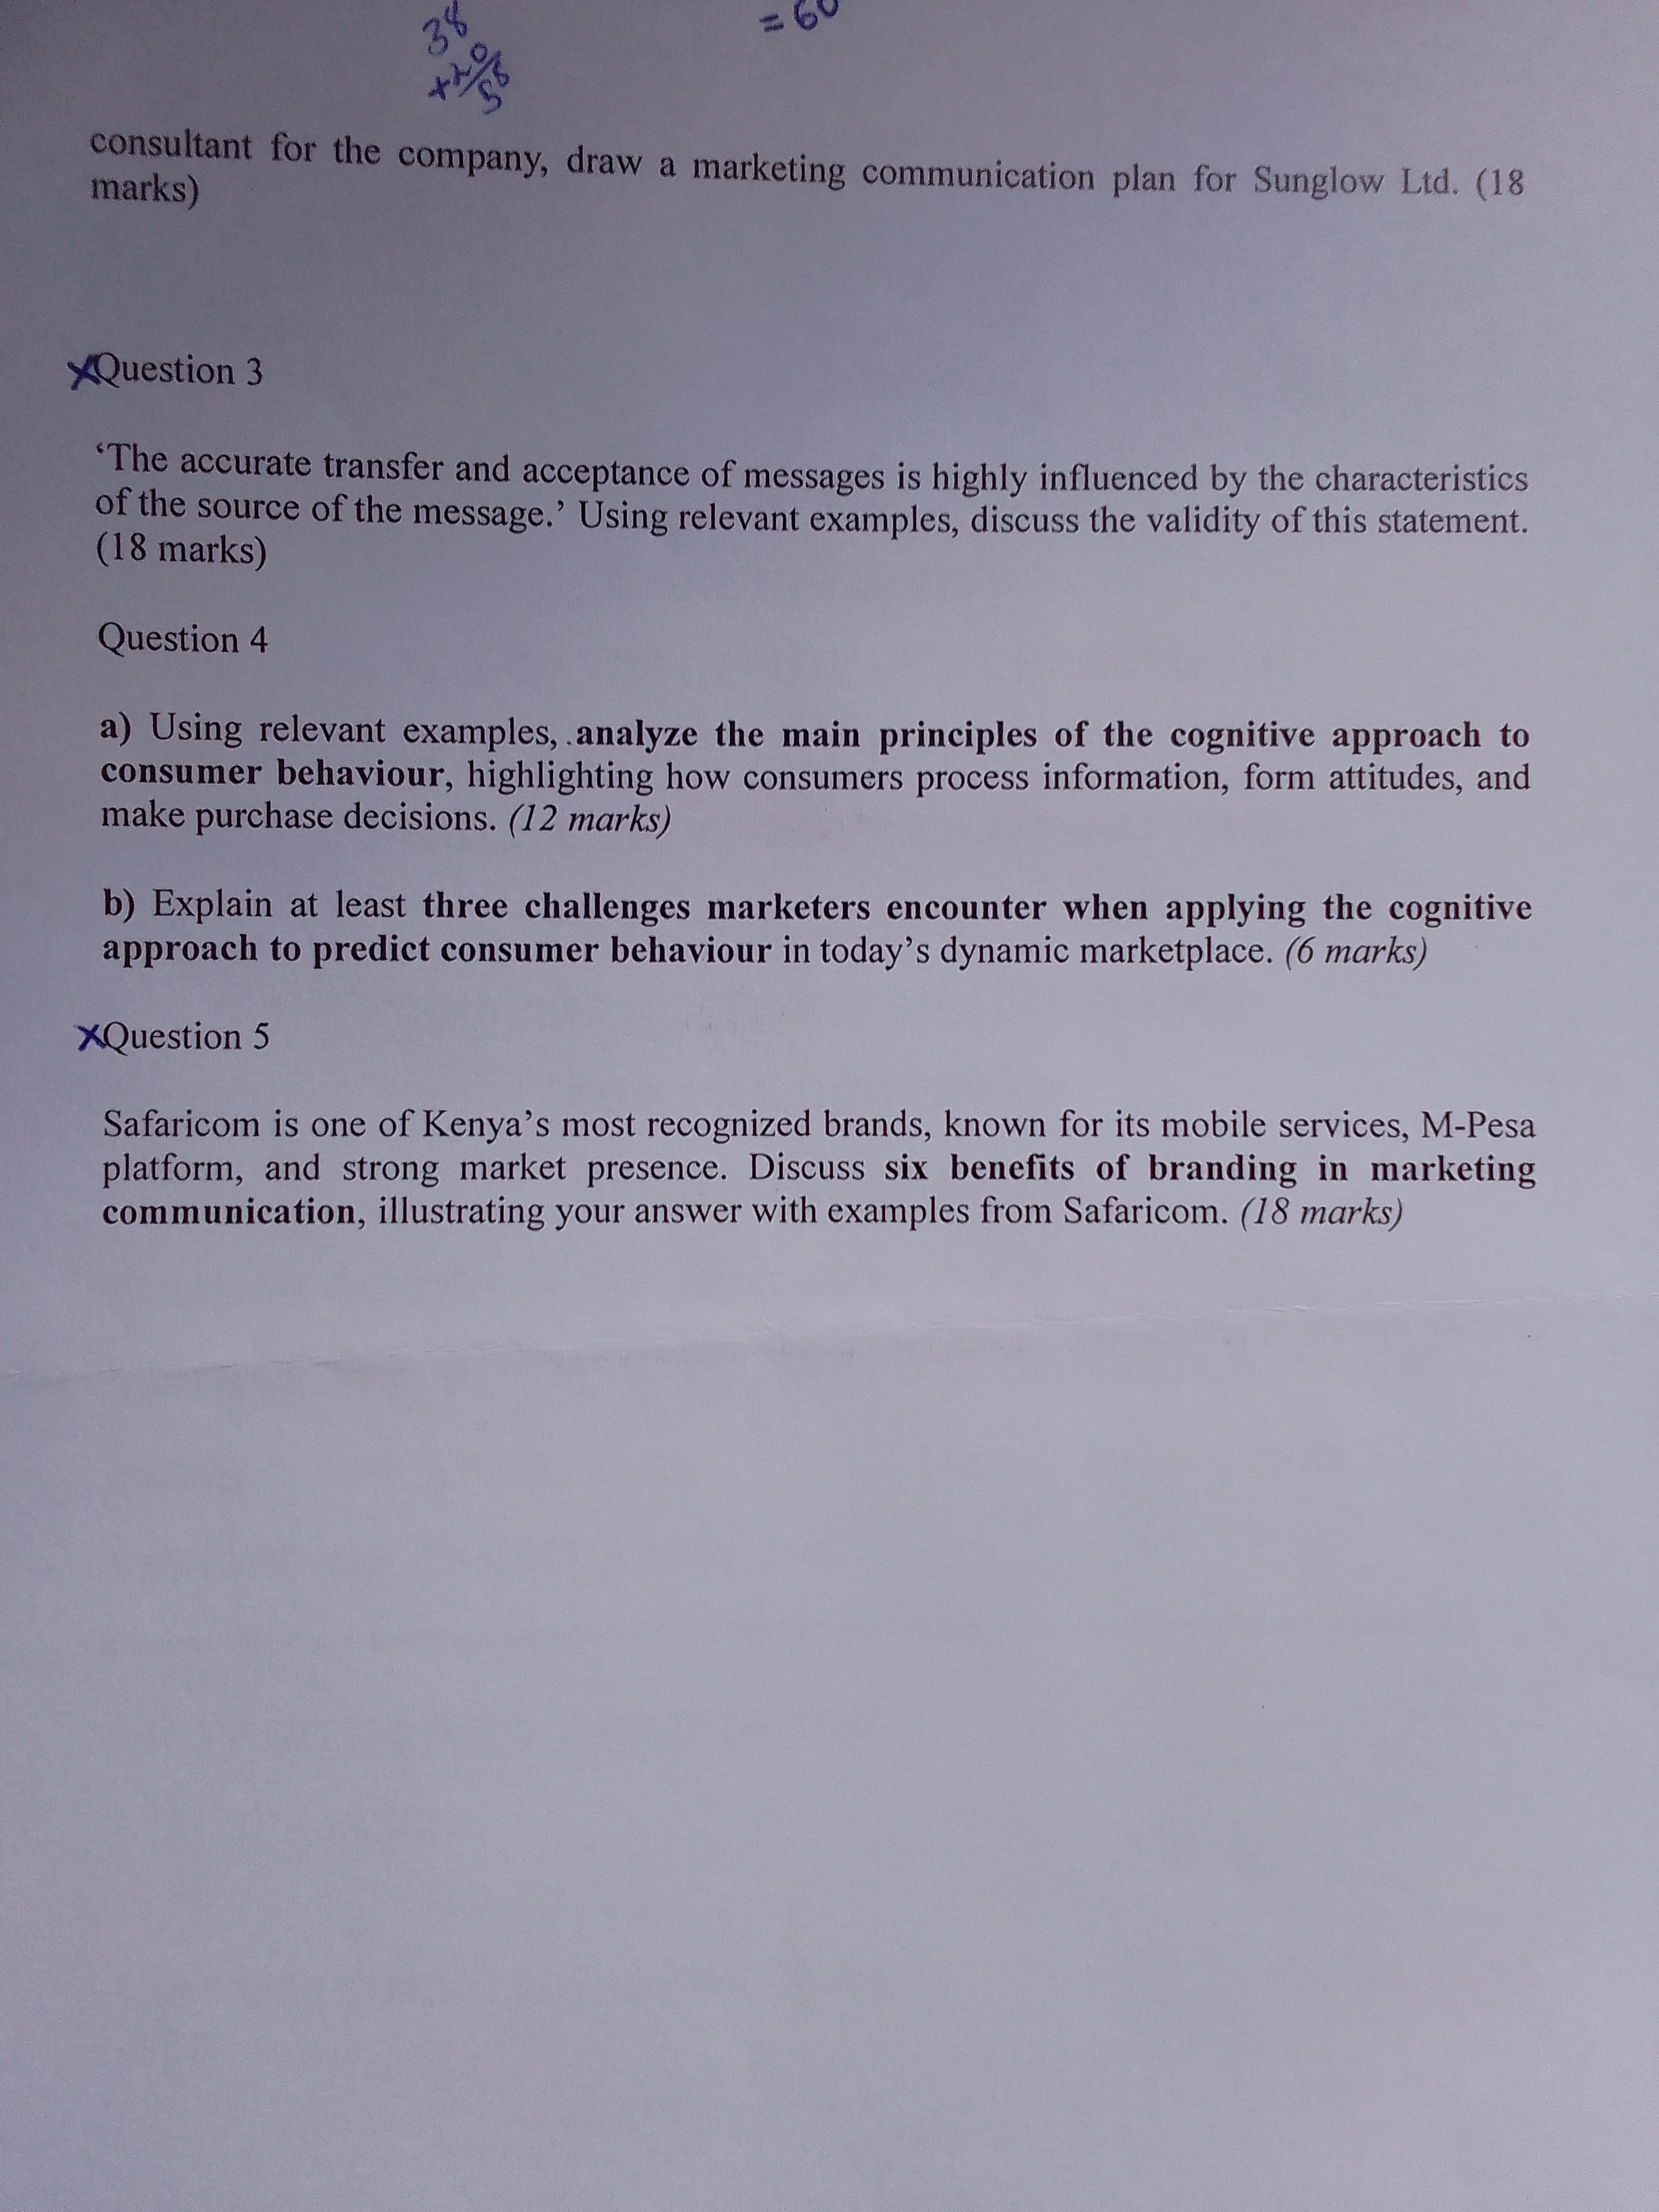 38
= 60
+20/58
consultant for the company, draw a marketing communication plan for Sunglow Ltd. (18
marks)
Question 3
‘The accurate transfer and acceptance of messages is highly influenced by the characteristics
of the source of the message.’ Using relevant examples, discuss the validity of this statement.
(18 marks)
Question 4
a) Using relevant examples, analyze the main principles of the cognitive approach to
consumer behaviour, highlighting how consumers process information, form attitudes, and
make purchase decisions. (12 marks)
b) Explain at least three challenges marketers encounter when applying the cognitive
approach to predict consumer behaviour in today’s dynamic marketplace. (6 marks)
Question 5
Safaricom is one of Kenya’s most recognized brands, known for its mobile services, M-Pesa
platform, and strong market presence. Discuss six benefits of branding in marketing
communication, illustrating your answer with examples from Safaricom. (18 marks)